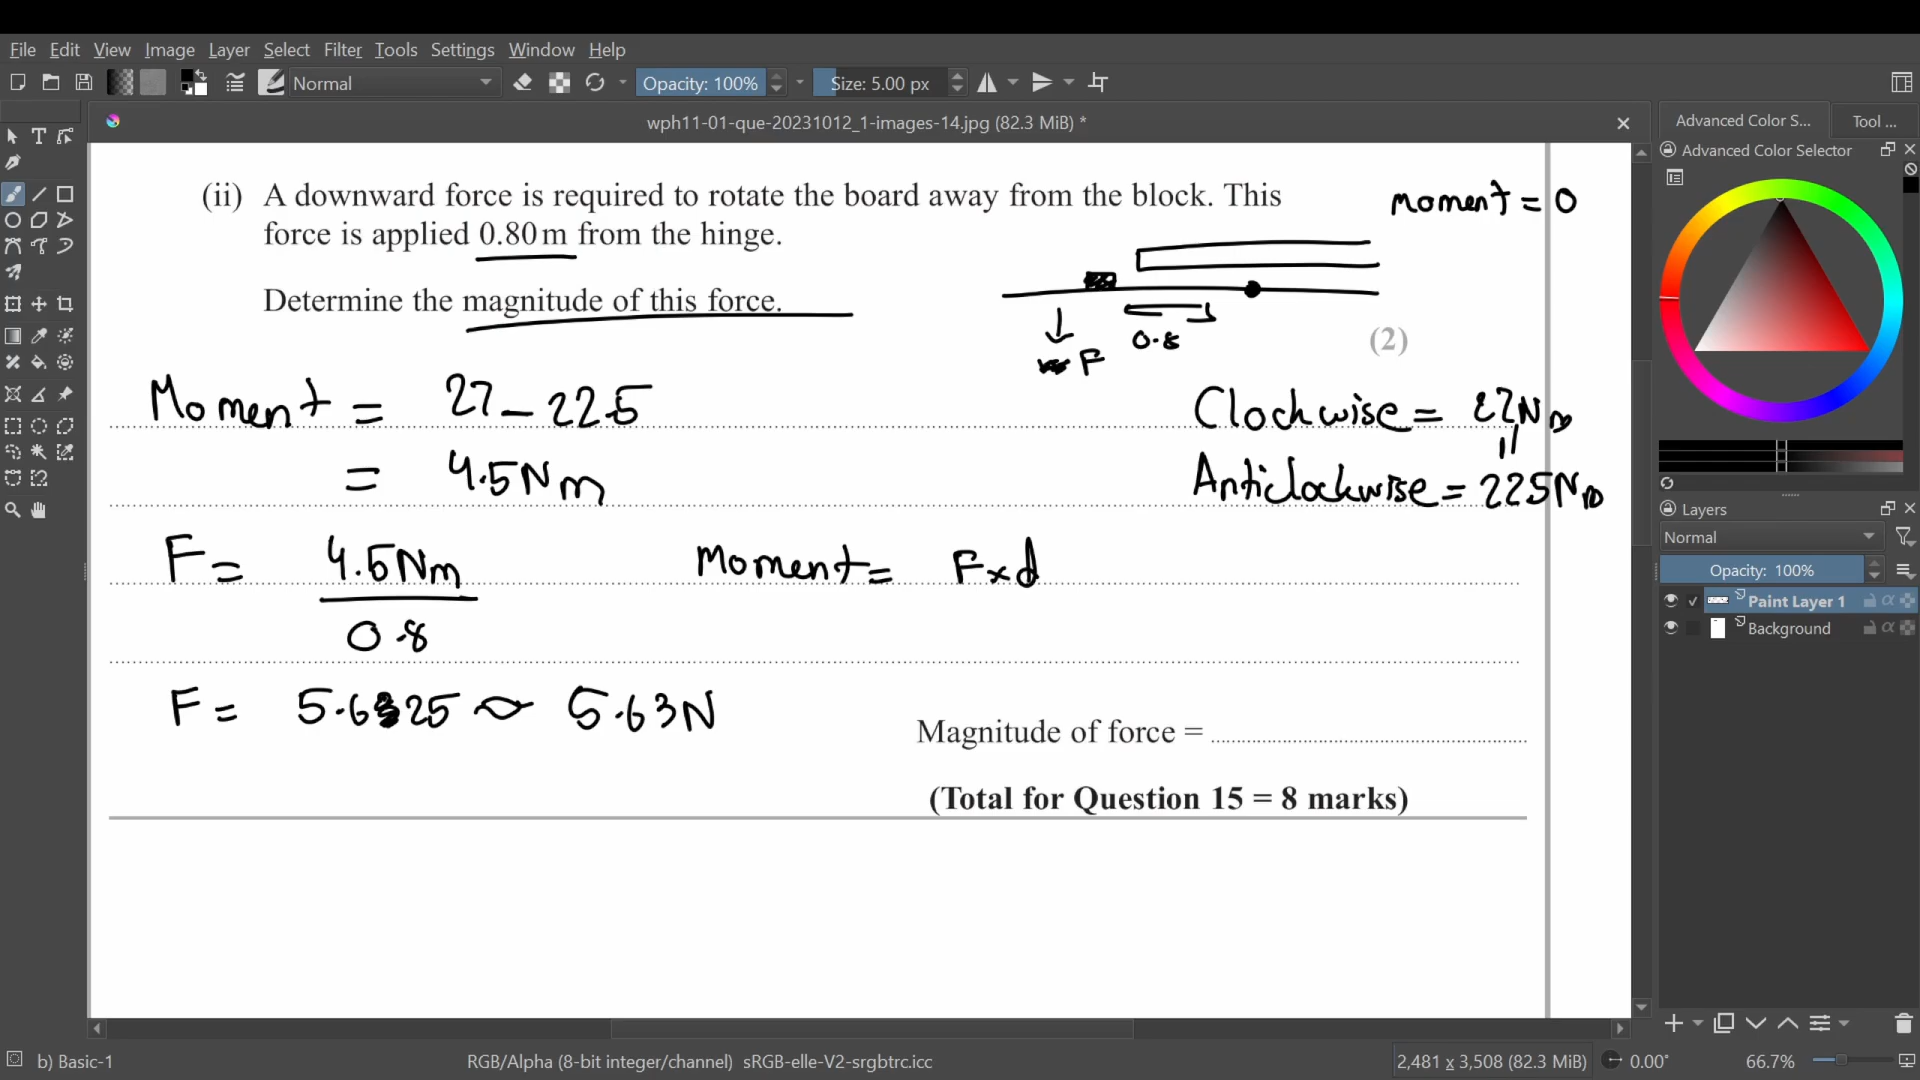 File Edit View Image Layer Select Filter Tools Settings Window Help
Normal Opacity: 100% Size: 5.00 px
wph11-01-que-20231012_1-images-14.jpg (82.3 MiB) *
Advanced Color S... Tool ...
Advanced Color Selector
(ii) A downward force is required to rotate the board away from the block. This
force is applied 0.80 m from the hinge.
moment = 0
Determine the magnitude of this force.
0.8
F
(2)
Moment = 27 - 22.5
Clockwise = 27Nm
= 4.5Nm
Anticlockwise = 22.5Nm
F = 4.5Nm
0.8
Moment = F x d
F = 5.625 ~ 5.63N
Magnitude of force =
(Total for Question 15 = 8 marks)
Layers
Normal
Opacity: 100%
Paint Layer 1
Background
b) Basic-1
RGB/Alpha (8-bit integer/channel) sRGB-elle-V2-srgbtrc.icc
2,481 x 3,508 (82.3 MiB)
0.00°
66.7%